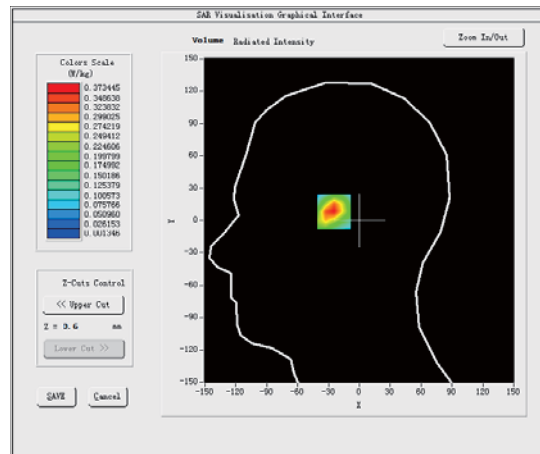 SAR Visualisation Graphical Interface
Volume Radiated Intensity
Zoom In/Out
Colors Scale
(W/kg)
0.373445
0.348638
0.323832
0.299025
0.274219
0.249412
0.224606
0.199799
0.174992
0.150186
0.125379
0.100573
0.075766
0.050960
0.026153
0.001346
Z-Cuts Control
<< Upper Cut
Z = 3.6 mm
Lower Cut >>
SAVE Cancel
150
120
90
60
30
0
-30
-60
-90
-120
-150
Y
-150 -120 -90 -60 -30 0 30 60 90 120 150
X